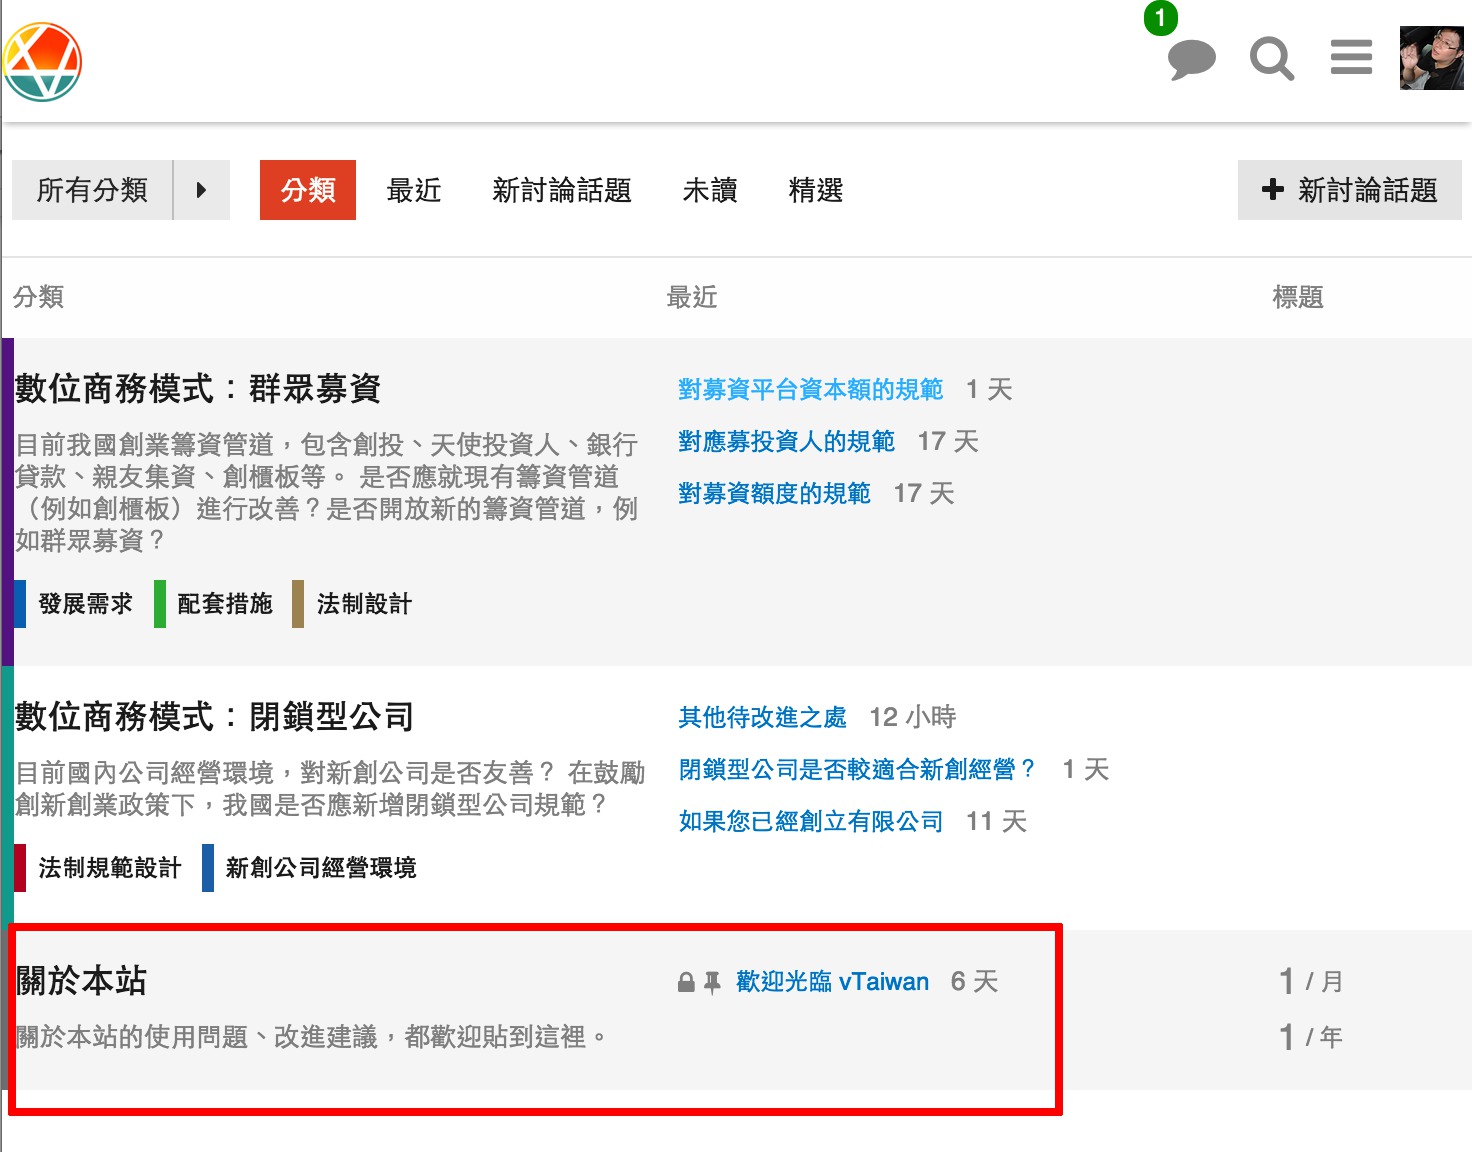 1
所有分類 分類 最近 新討論話題 未讀 精選 新討論話題
分類 最近 標題
數位商務模式：群眾募資
目前我國創業籌資管道，包含創投、天使投資人、銀行
貸款、親友集資、創櫃板等。 是否應就現有籌資管道
（例如創櫃板）進行改善？是否開放新的籌資管道，例
如群眾募資？
發展需求 配套措施 法制設計
對募資平台資本額的規範 1 天
對應募投資人的規範 17 天
對募資額度的規範 17 天
數位商務模式：閉鎖型公司
目前國內公司經營環境，對新創公司是否友善？ 在鼓勵
創新創業政策下，我國是否應新增閉鎖型公司規範？
法制規範設計 新創公司經營環境
其他待改進之處 12 小時
閉鎖型公司是否較適合新創經營？ 1 天
如果您已經創立有限公司 11 天
關於本站
關於本站的使用問題、改進建議，都歡迎貼到這裡。
歡迎光臨 vTaiwan 6 天
1 / 月
1 / 年